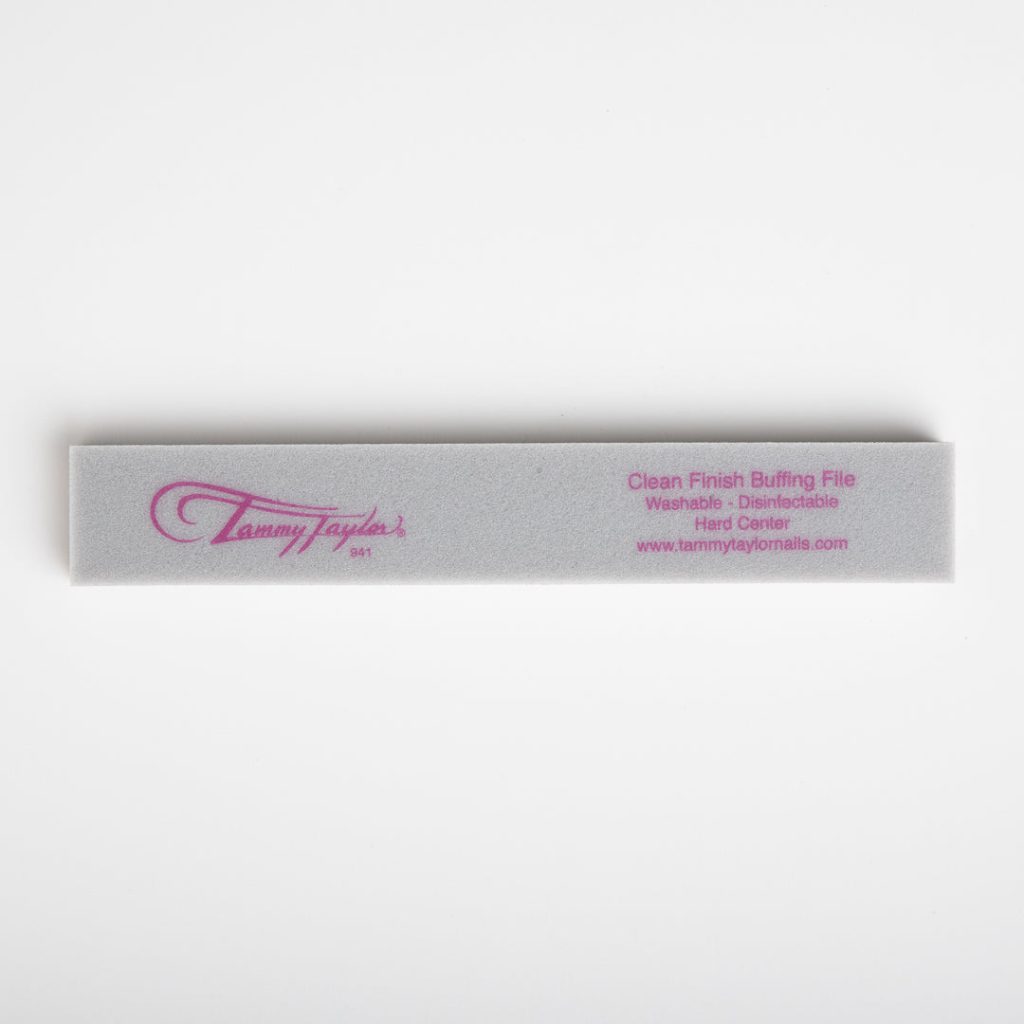 Tammy Taylor®
941
Clean Finish Buffing File
Washable - Disinfectable
Hard Center
www.tammytaylornails.com